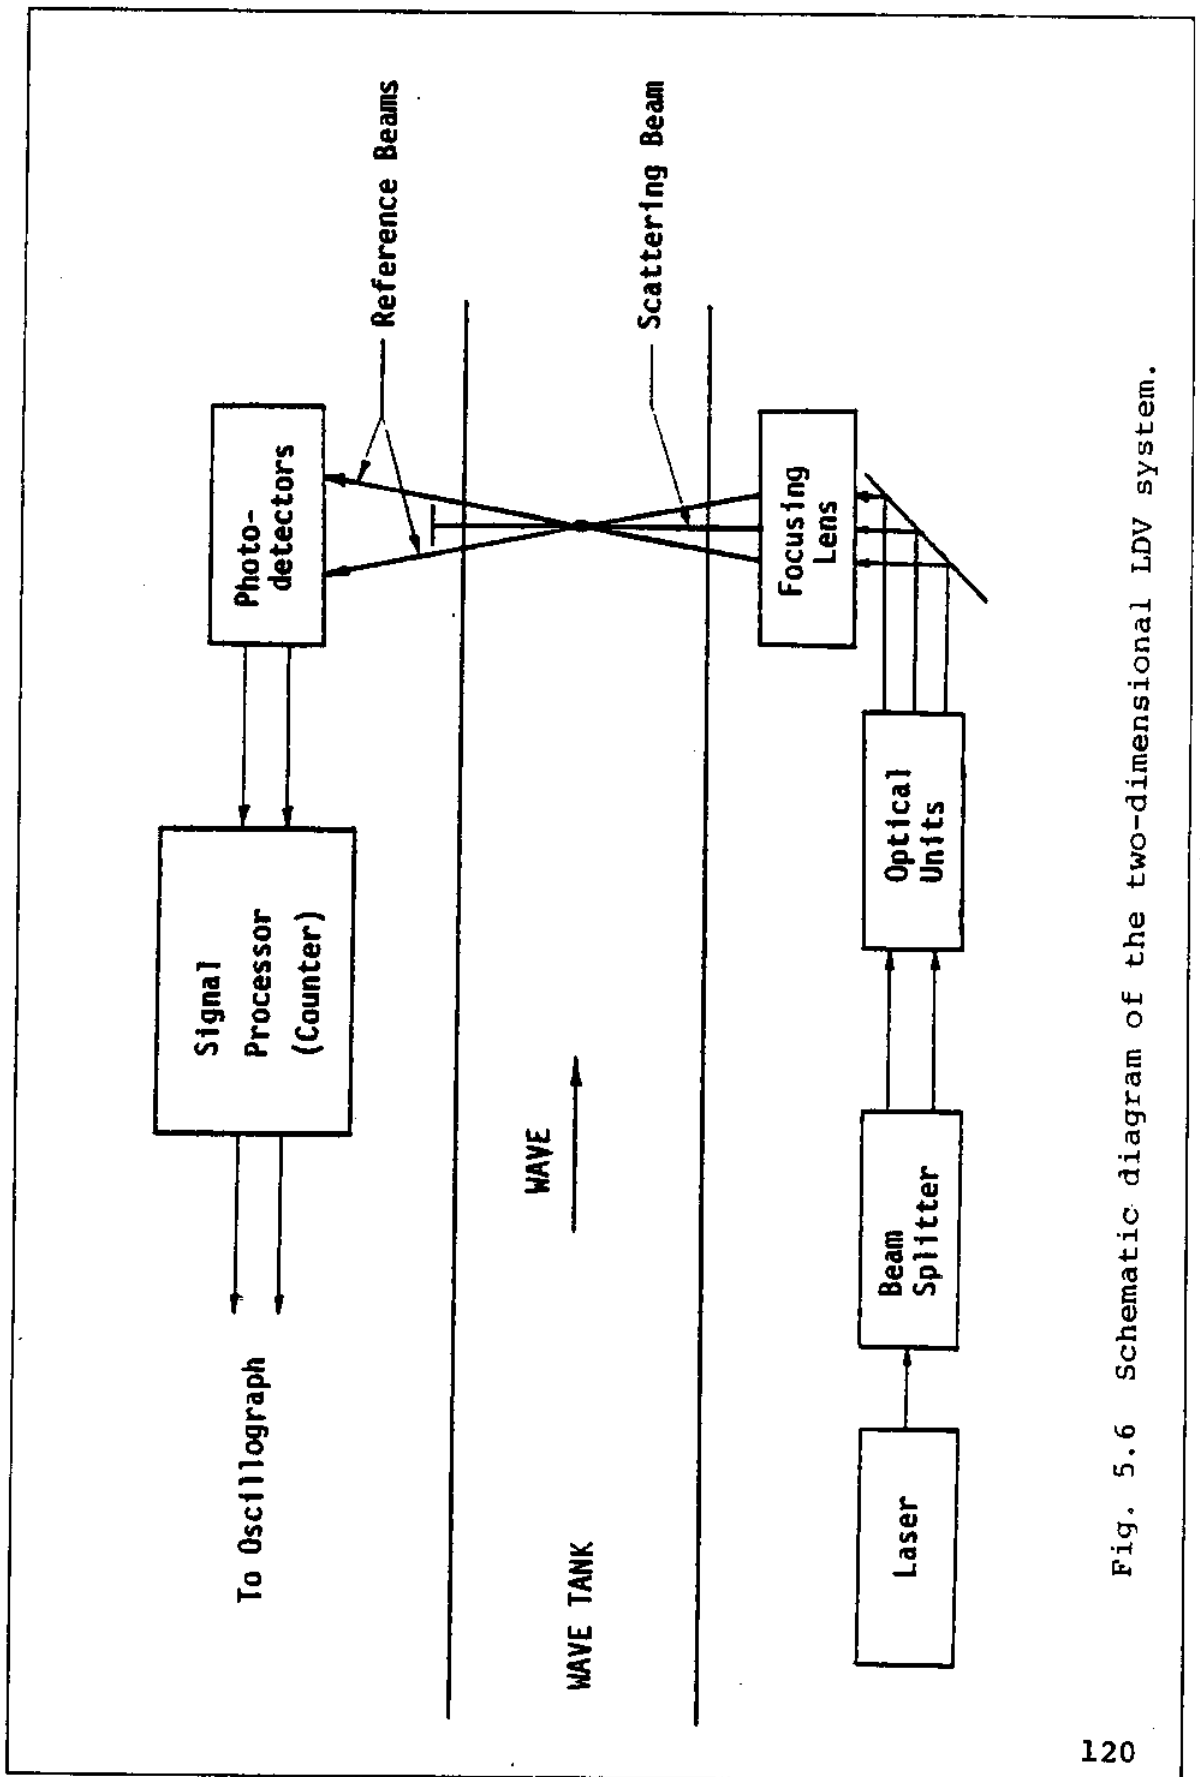 Reference Beams
Photo-
detectors
Signal
Processor
(Counter)
To Oscillograph
Scattering Beam
WAVE
WAVE TANK
Focusing
Lens
Optical
Units
Beam
Splitter
Laser
Fig. 5.6 Schematic diagram of the two-dimensional LDV system.
120